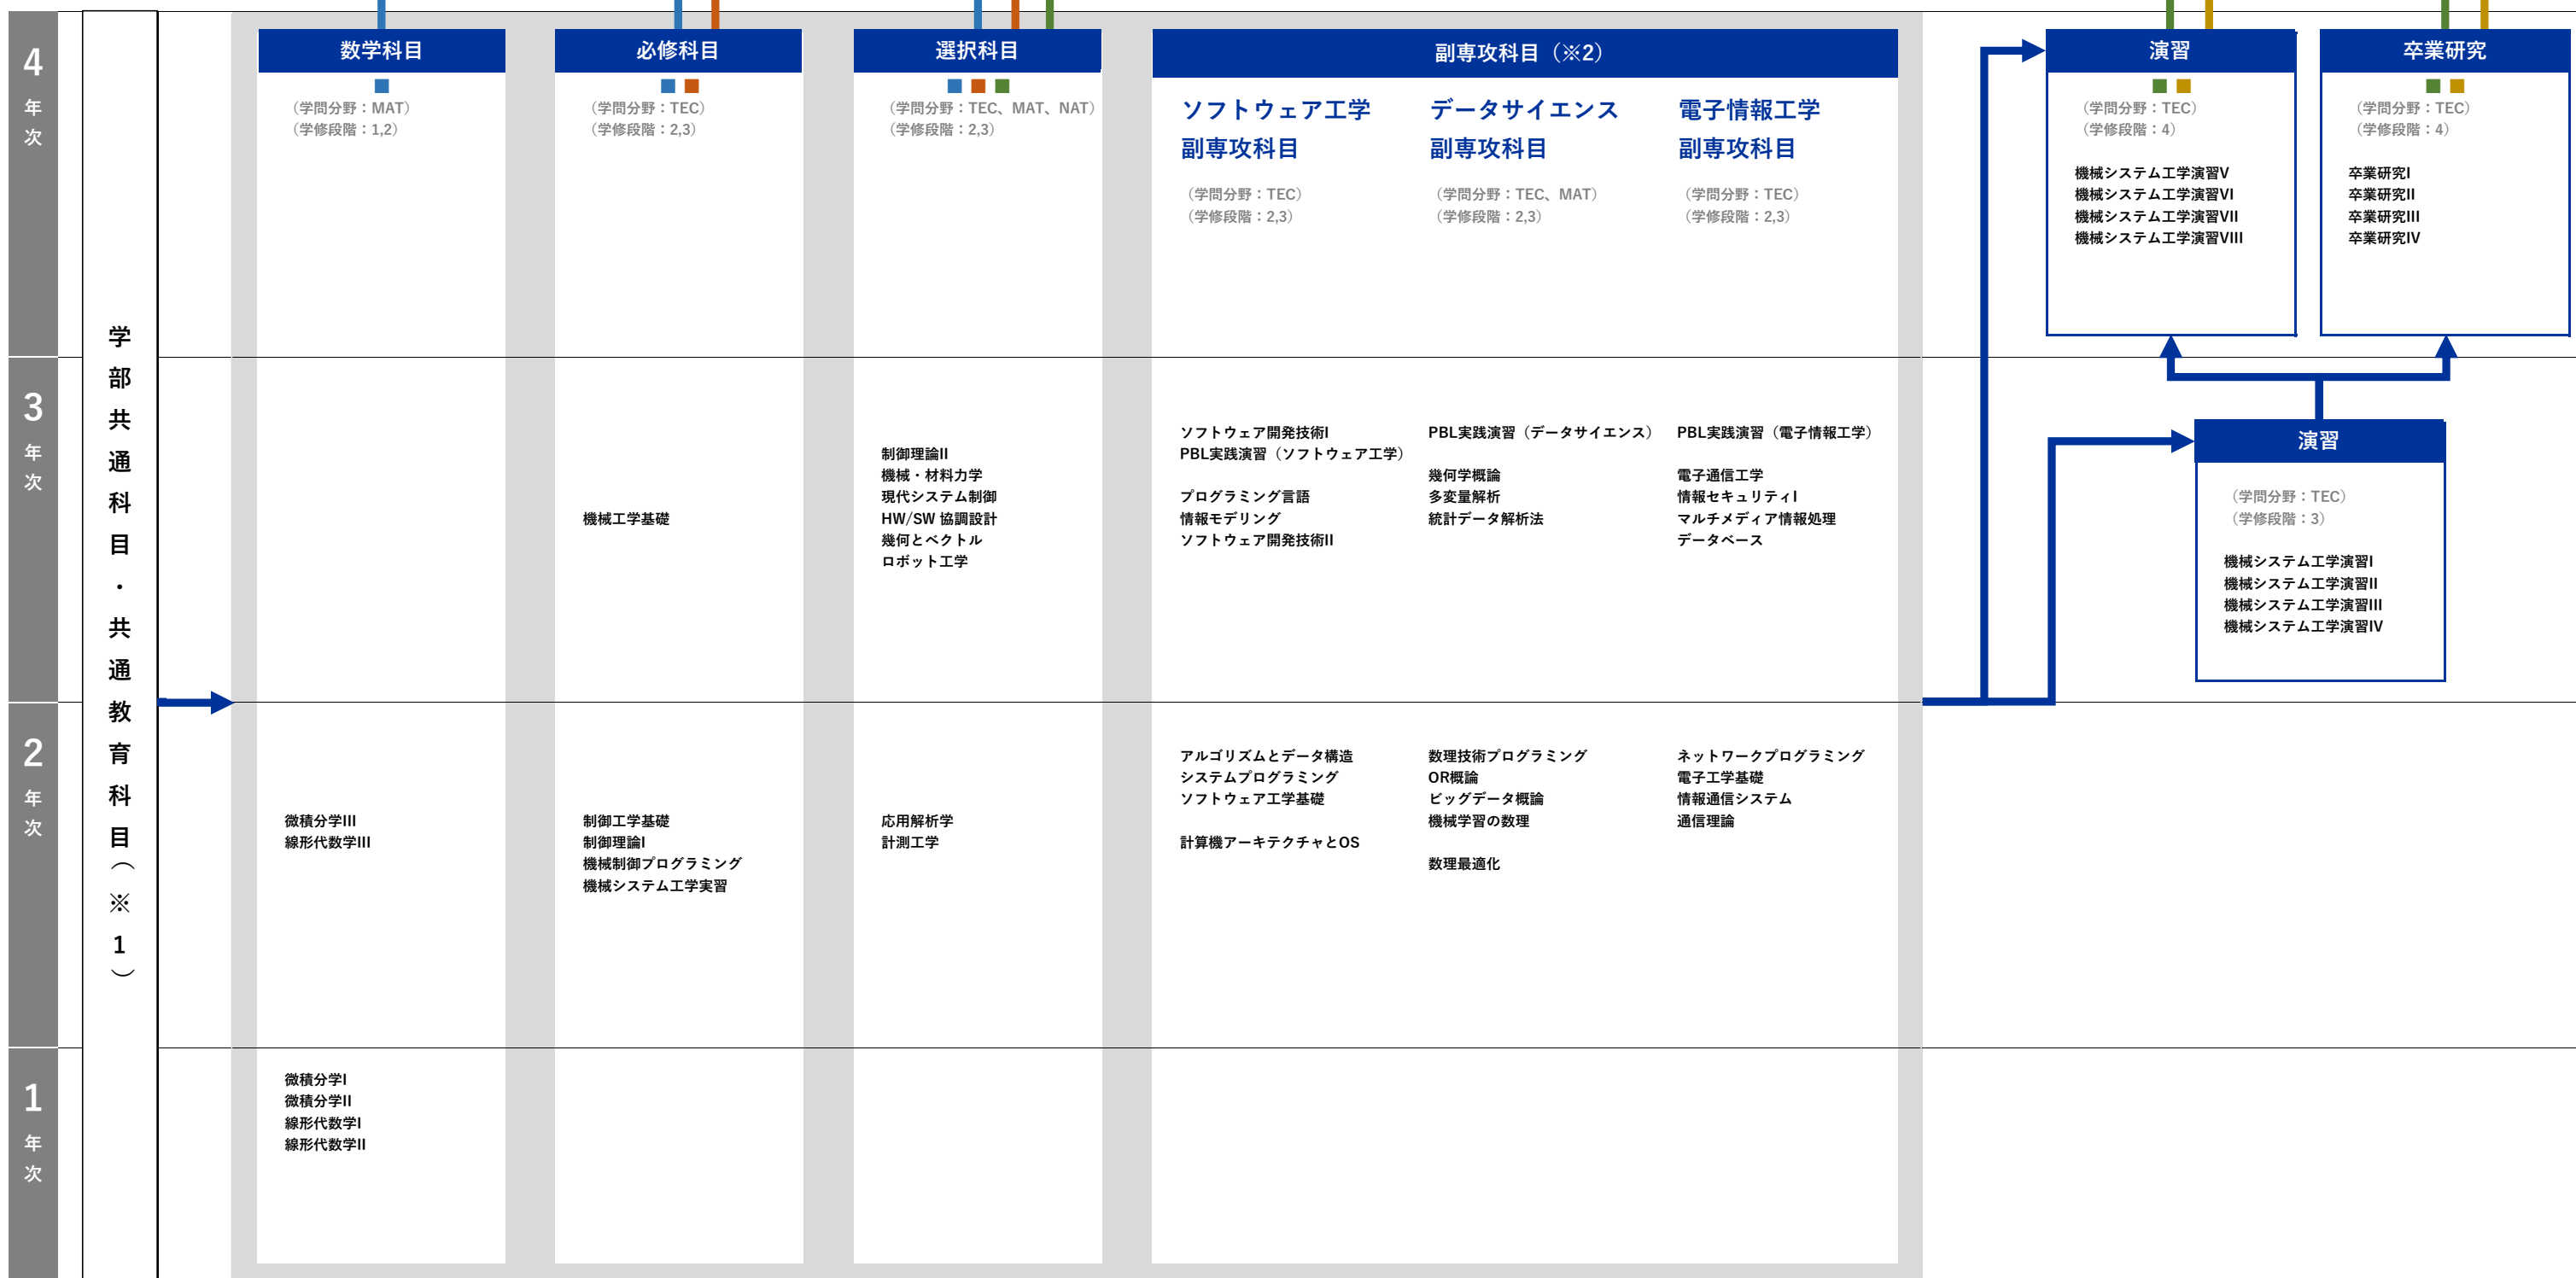 4
年
次
3
年
次
2
年
次
1
年
次
学部共通科目・共通教育科目（※1）
数学科目
（学問分野：MAT）
（学修段階：1,2）
微積分学III
線形代数学III
微積分学I
微積分学II
線形代数学I
線形代数学II
必修科目
（学問分野：TEC）
（学修段階：2,3）
機械工学基礎
制御工学基礎
制御理論I
機械制御プログラミング
機械システム工学実習
選択科目
（学問分野：TEC、MAT、NAT）
（学修段階：2,3）
制御理論II
機械・材料力学
現代システム制御
HW/SW 協調設計
幾何とベクトル
ロボット工学
応用解析学
計測工学
副専攻科目（※2）
ソフトウェア工学
副専攻科目
（学問分野：TEC）
（学修段階：2,3）
ソフトウェア開発技術I
PBL実践演習（ソフトウェア工学）
プログラミング言語
情報モデリング
ソフトウェア開発技術II
アルゴリズムとデータ構造
システムプログラミング
ソフトウェア工学基礎
計算機アーキテクチャとOS
データサイエンス
副専攻科目
（学問分野：TEC、MAT）
（学修段階：2,3）
PBL実践演習（データサイエンス）
幾何学概論
多変量解析
統計データ解析法
数理技術プログラミング
OR概論
ビッグデータ概論
機械学習の数理
数理最適化
電子情報工学
副専攻科目
（学問分野：TEC）
（学修段階：2,3）
PBL実践演習（電子情報工学）
電子通信工学
情報セキュリティI
マルチメディア情報処理
データベース
ネットワークプログラミング
電子工学基礎
情報通信システム
通信理論
演習
（学問分野：TEC）
（学修段階：4）
機械システム工学演習V
機械システム工学演習VI
機械システム工学演習VII
機械システム工学演習VIII
卒業研究
（学問分野：TEC）
（学修段階：4）
卒業研究I
卒業研究II
卒業研究III
卒業研究IV
演習
（学問分野：TEC）
（学修段階：3）
機械システム工学演習I
機械システム工学演習II
機械システム工学演習III
機械システム工学演習IV